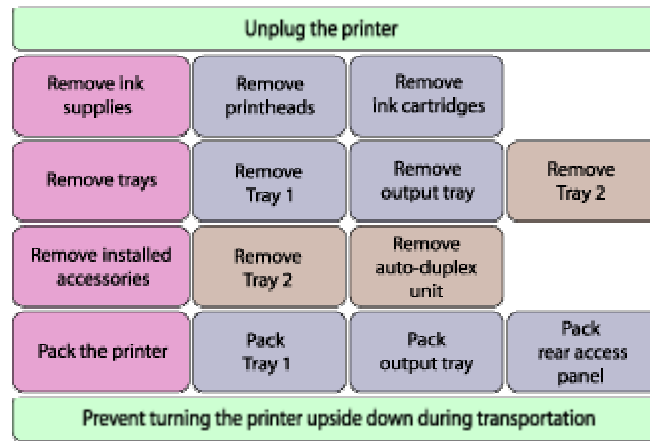 Unplug the printer
Remove ink
supplies
Remove
printheads
Remove
ink cartridges
Remove trays
Remove
Tray 1
Remove
output tray
Remove
Tray 2
Remove installed
accessories
Remove
Tray 2
Remove
auto-duplex
unit
Pack the printer
Pack
Tray 1
Pack
output tray
Pack
rear access
panel
Prevent turning the printer upside down during transportation